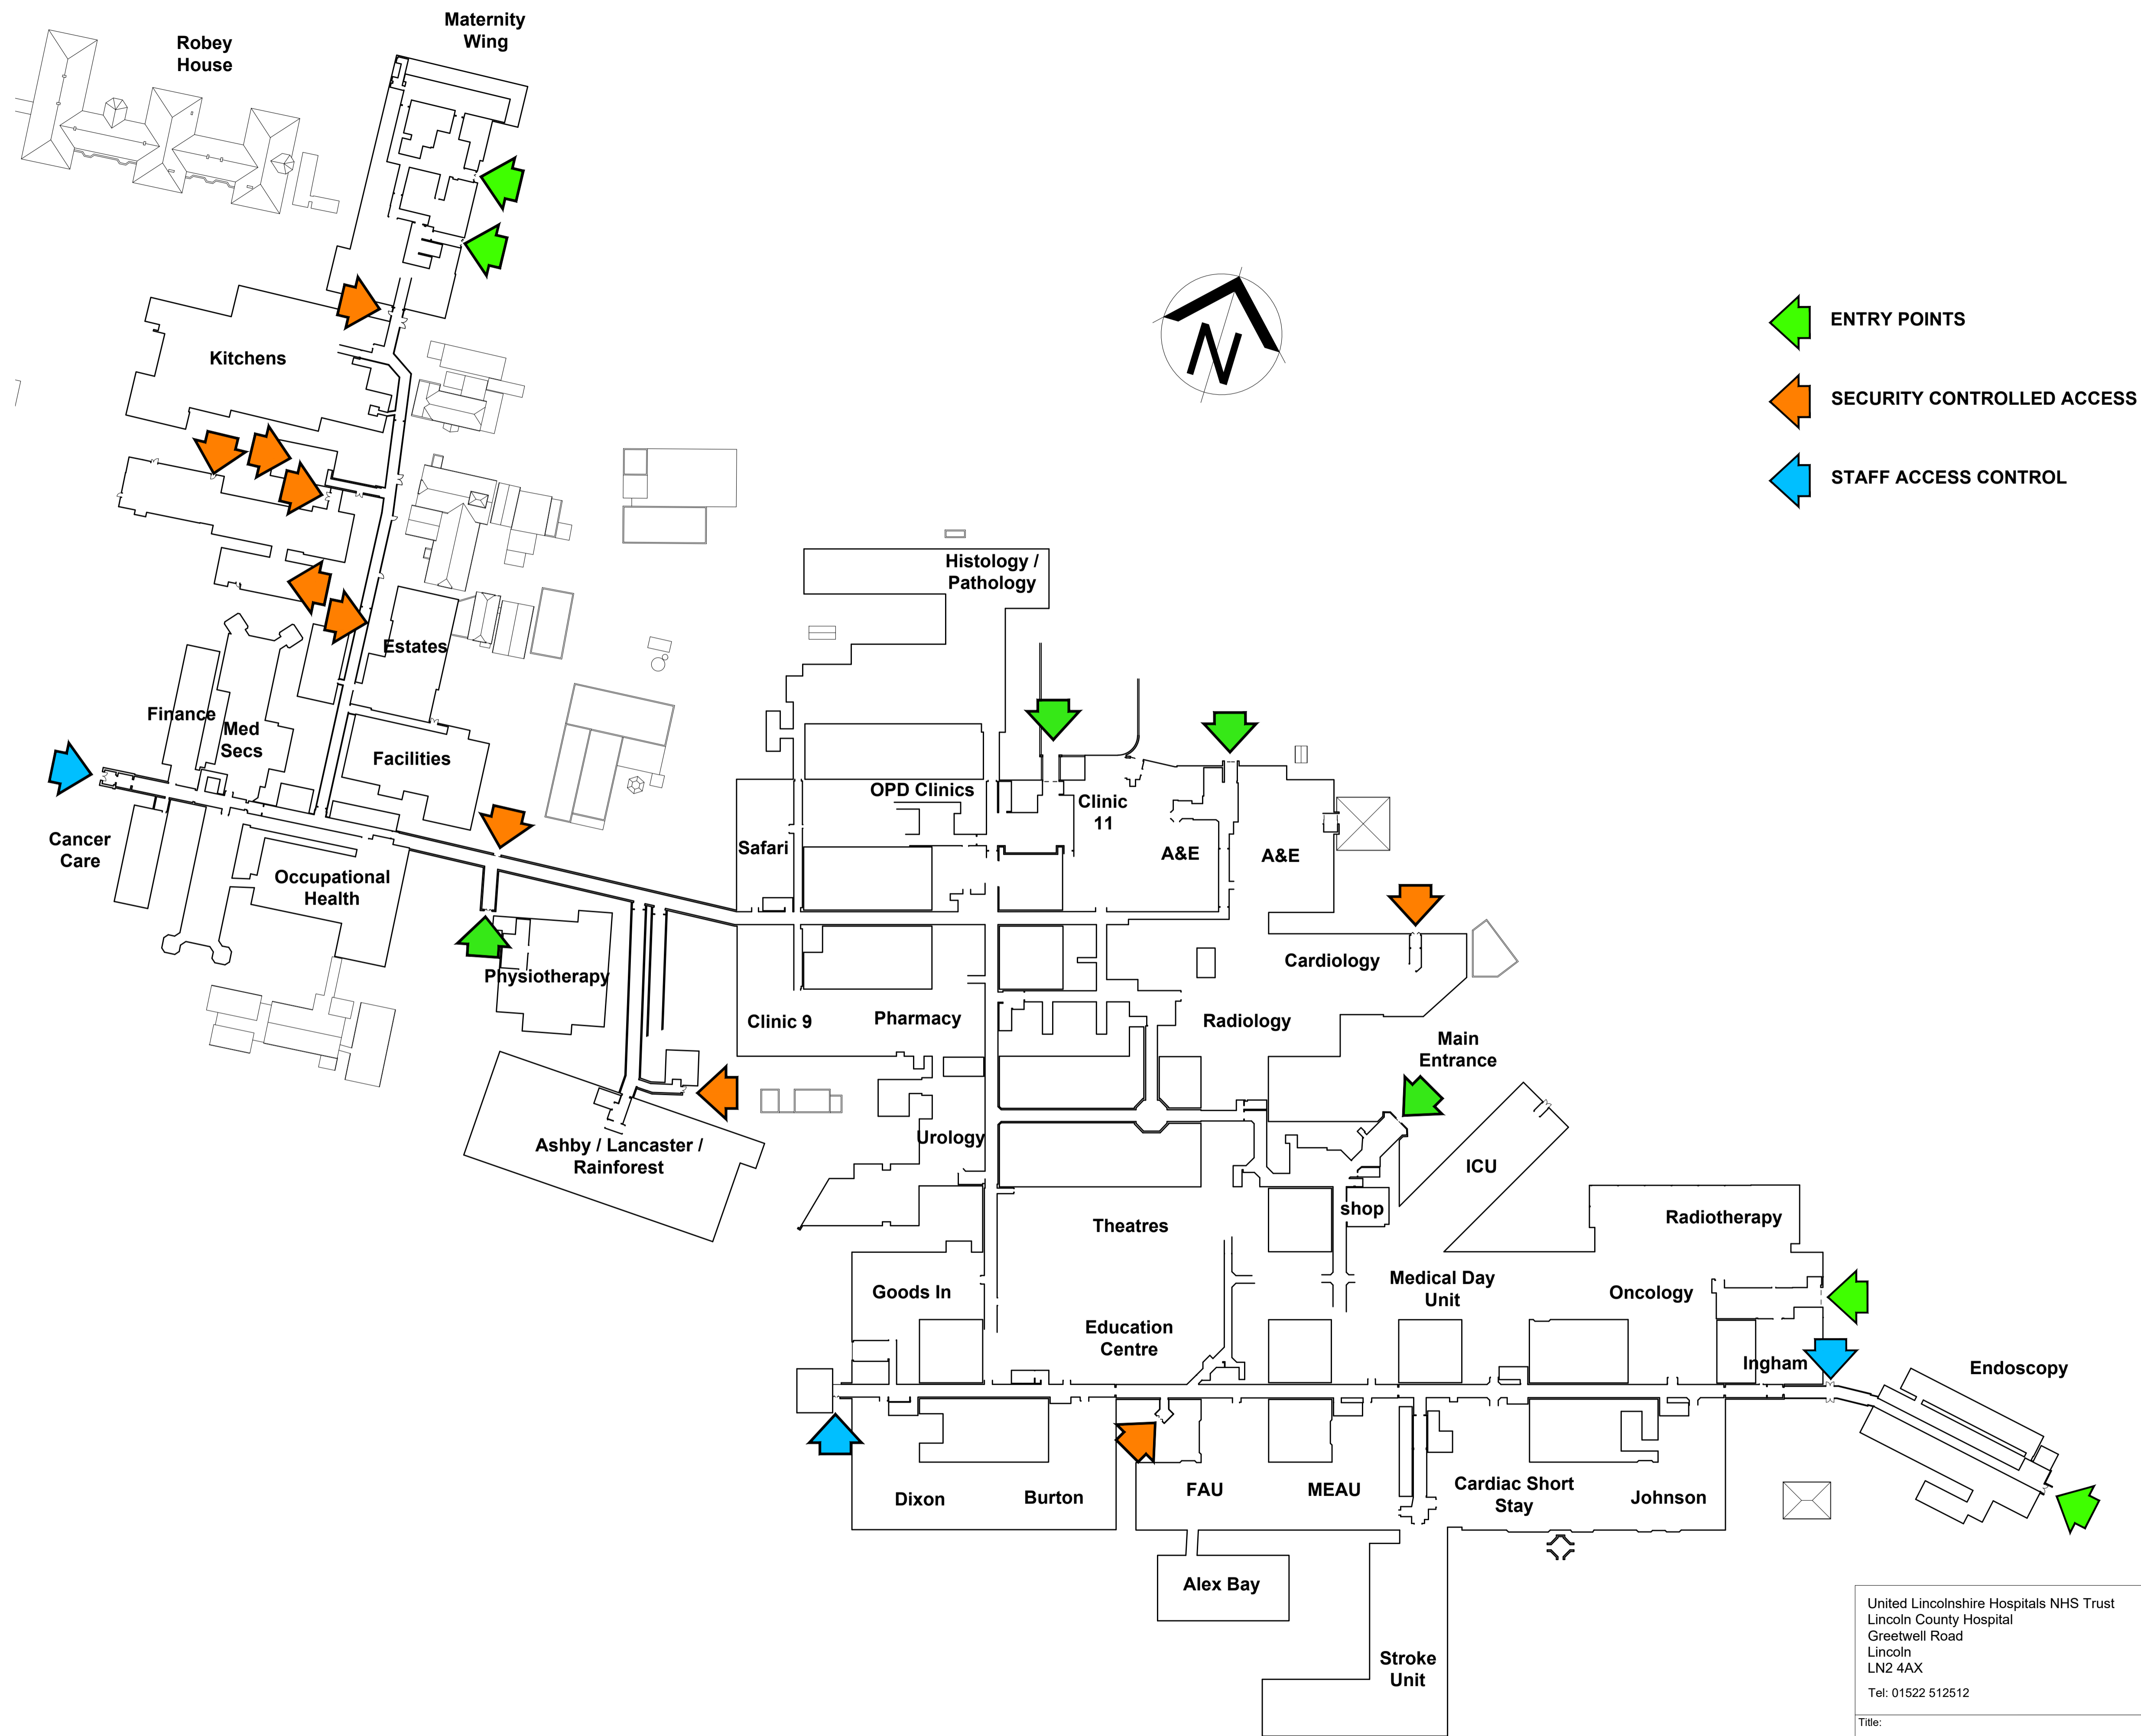 Maternity
Wing
Robey
House
N
ENTRY POINTS
SECURITY CONTROLLED ACCESS
STAFF ACCESS CONTROL
Kitchens
Histology /
Pathology
Estates
Finance
Med
Secs
Facilities
OPD Clinics
Clinic
11
Cancer
Care
Safari
A&E
A&E
Occupational
Health
Physiotherapy
Cardiology
Clinic 9
Pharmacy
Radiology
Main
Entrance
Ashby / Lancaster /
Rainforest
Urology
ICU
shop
Theatres
Radiotherapy
Goods In
Medical Day
Unit
Oncology
Education
Centre
Ingham
Endoscopy
Dixon
Burton
FAU
MEAU
Cardiac Short
Stay
Johnson
Alex Bay
Stroke
Unit
United Lincolnshire Hospitals NHS Trust
Lincoln County Hospital
Greetwell Road
Lincoln
LN2 4AX
Tel: 01522 512512
Title: